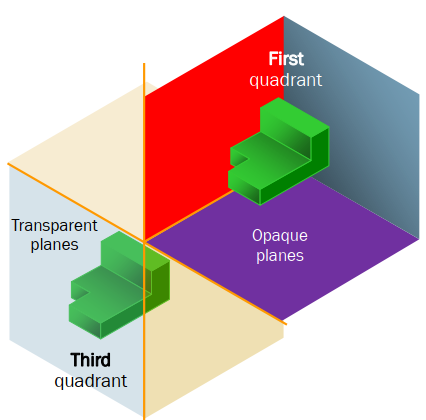 First
quadrant
Transparent
planes
Opaque
planes
Third
quadrant